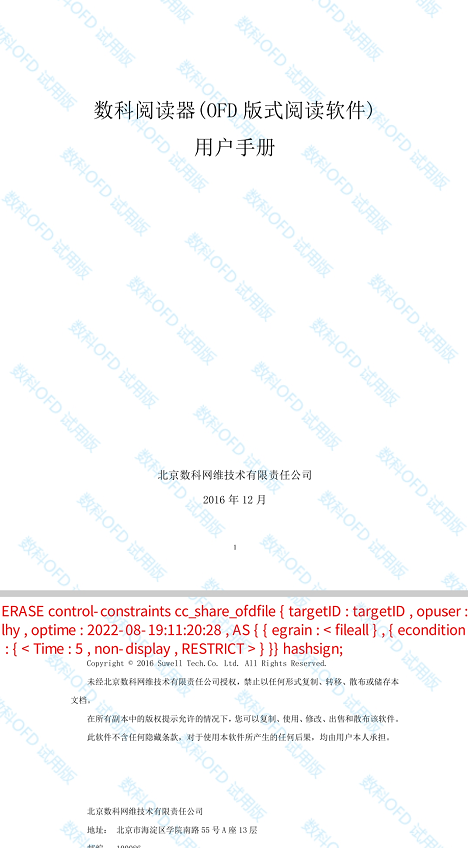 数科阅读器(OFD 版式阅读软件)
用户手册
北京数科网维技术有限责任公司
2016 年 12 月
1
ERASE control-constraints cc_share_ofdfile { targetID : targetID , opuser :
lhy , optime : 2022-08-19:11:20:28 , AS { { egrain : < fileall } , { econdition
: { < Time : 5 , non-display , RESTRICT > } }} hashsign;
Copyright © 2016 Suwell Tech.Co. Ltd. All Rights Reserved.
未经北京数科网维技术有限责任公司授权，禁止以任何形式复制、转移、散布或储存本
文档。
在所有副本中的版权提示允许的情况下，您可以复制、使用、修改、出售和散布该软件。
此软件不含任何隐藏条款，对于使用本软件所产生的任何后果，均由用户本人承担。
北京数科网维技术有限责任公司
地址： 北京市海淀区学院南路 55 号 A 座 13 层
数科OFD 试用版